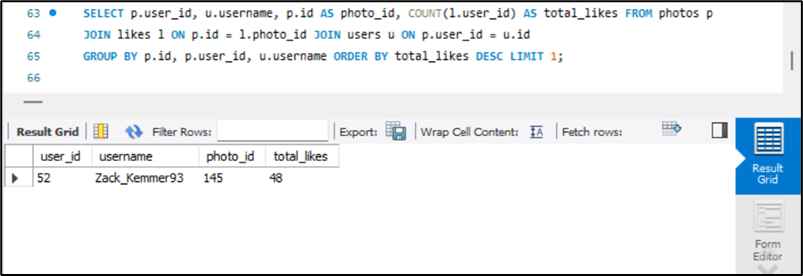 63 SELECT p.user_id, u.username, p.id AS photo_id, COUNT(l.user_id) AS total_likes FROM photos p
64 JOIN likes l ON p.id = l.photo_id JOIN users u ON p.user_id = u.id
65 GROUP BY p.id, p.user_id, u.username ORDER BY total_likes DESC LIMIT 1;
66
Result Grid Filter Rows: Export: Wrap Cell Content: Fetch rows:
user_id username photo_id total_likes
52 Zack_Kemmer93 145 48
Result
Grid
Form
Editor